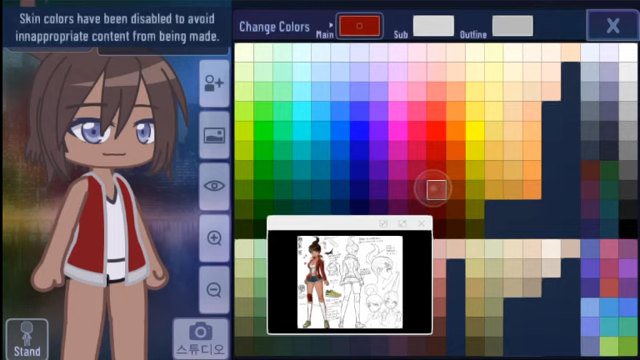 Skin colors have been disabled to avoid
innappropriate content from being made.
Change Colors
Main
Sub
Outline
X
Stand
스튜디오